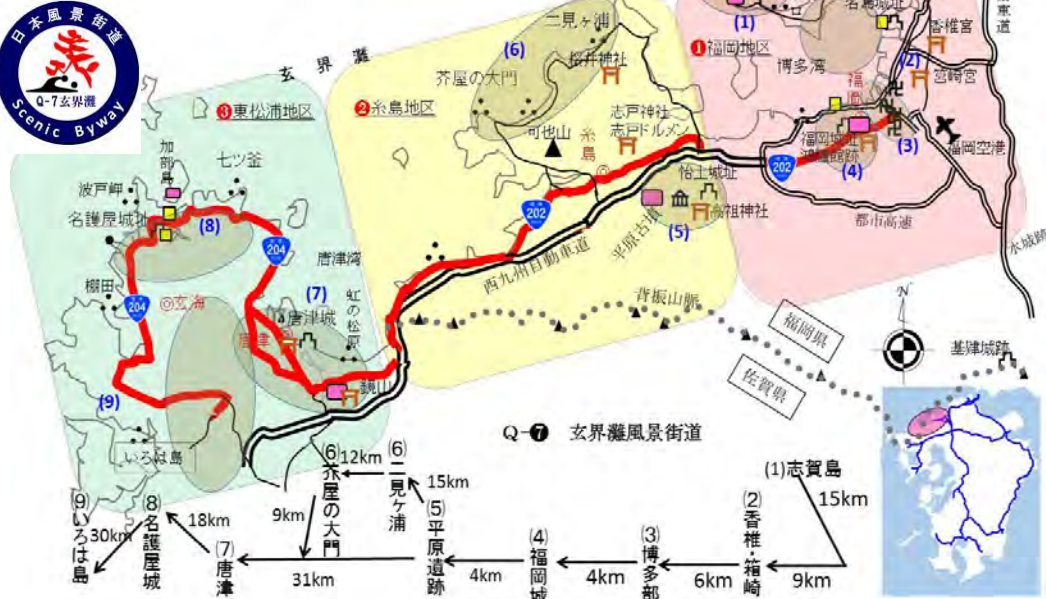 日本風景街道
Q-7玄界灘
Scenic Byway
玄界灘
❸東松浦地区
❷糸島地区
❶福岡地区
(1)
名島城址
香椎宮
(2)
筥崎宮
博多湾
(3)
福岡空港
福岡城址
鴻臚館跡
(4)
202
都市高速
水城跡
二見ヶ浦
(6)
桜井神社
芥屋の大門
志戸神社
志戸ドルメン
可也山
糸島
怡土城址
高祖神社
(5)
平原古墳
202
西九州自動車道
背振山脈
福岡県
佐賀県
基肄城跡
N
加部島
七ツ釜
波戸岬
名護屋城址
(8)
204
唐津湾
棚田
204
◎玄海
(7)
唐津城
虹の松原
唐津
鏡山
(9)
いろは島
Q-❼ 玄界灘風景街道
(1)志賀島
15km
(2)香椎・箱崎
9km
6km
(3)博多部
4km
(4)福岡城
4km
(5)平原遺跡
15km
(6)二見ヶ浦
12km
(6)芥屋の大門
9km
31km
(7)唐津
18km
(8)名護屋城
30km
(9)いろは島